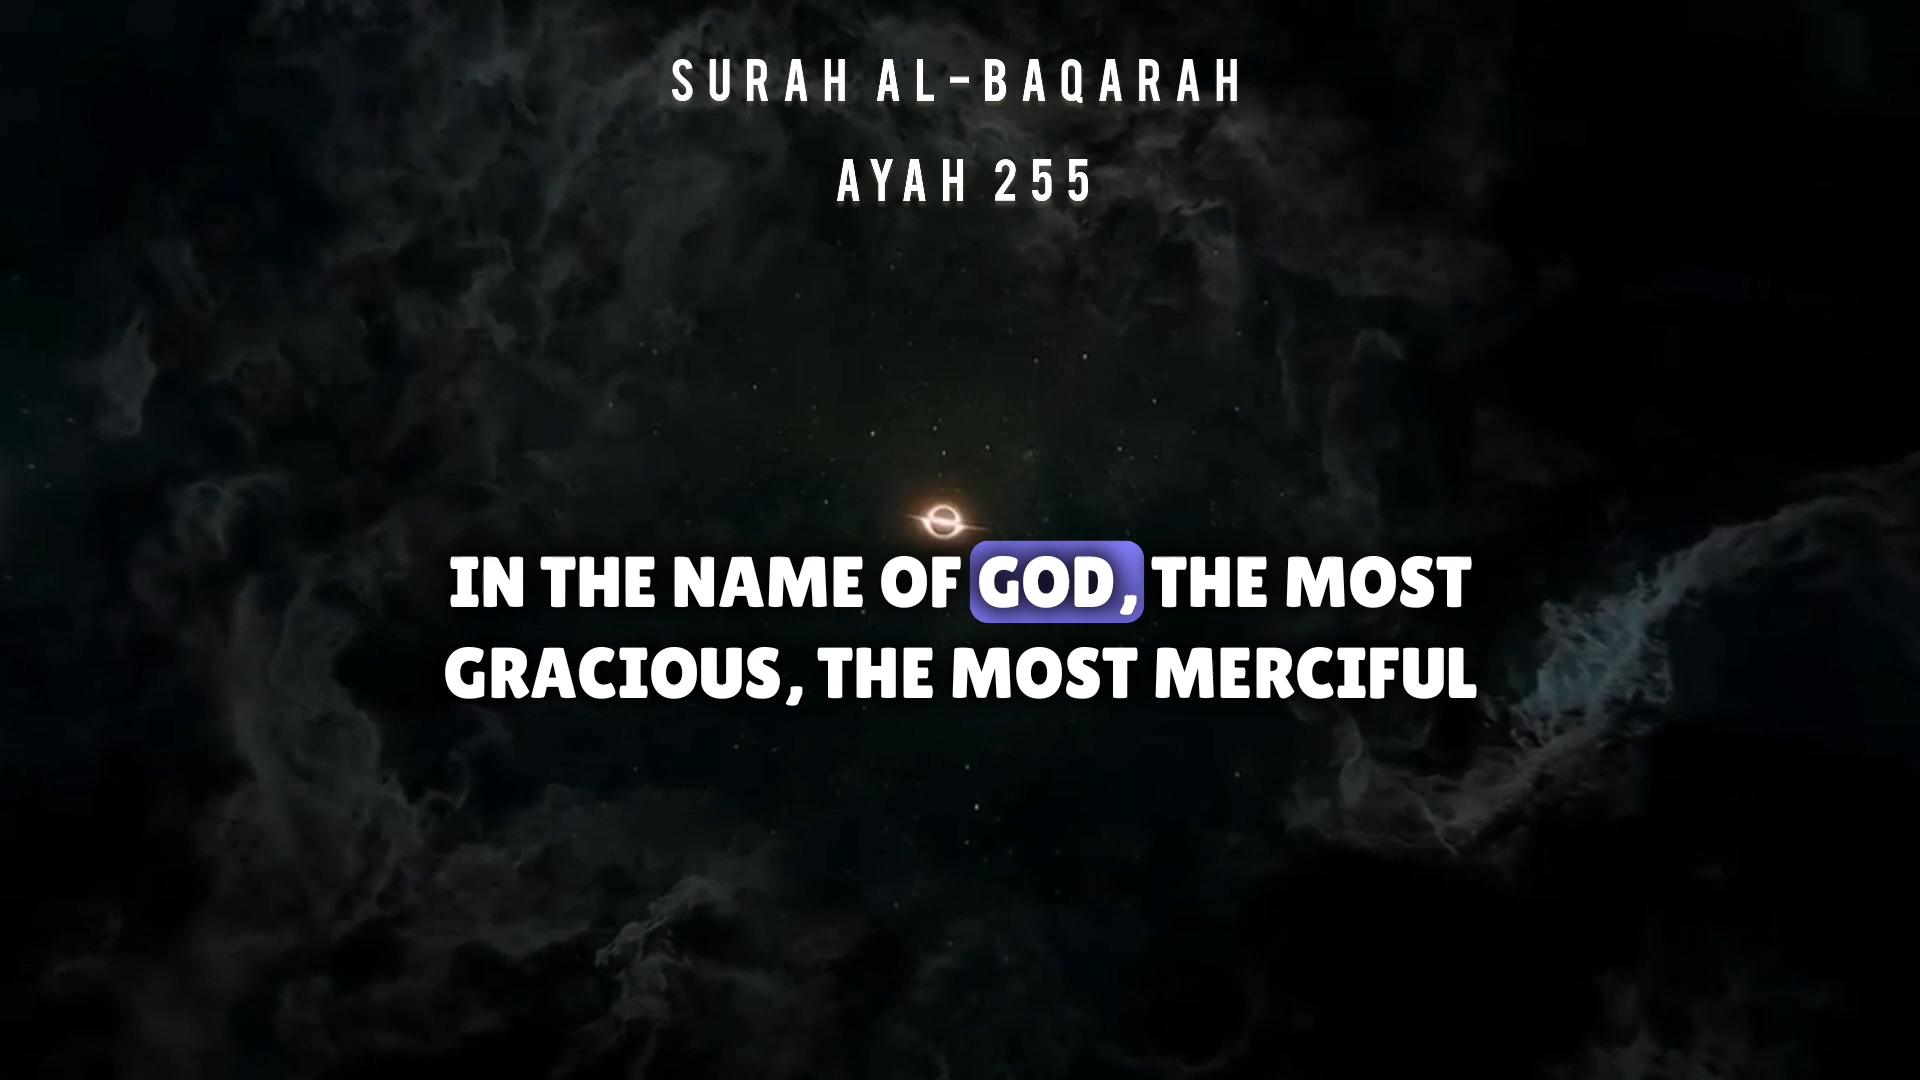 SURAH AL-BAQARAH
AYAH 255
IN THE NAME OF GOD, THE MOST
GRACIOUS, THE MOST MERCIFUL